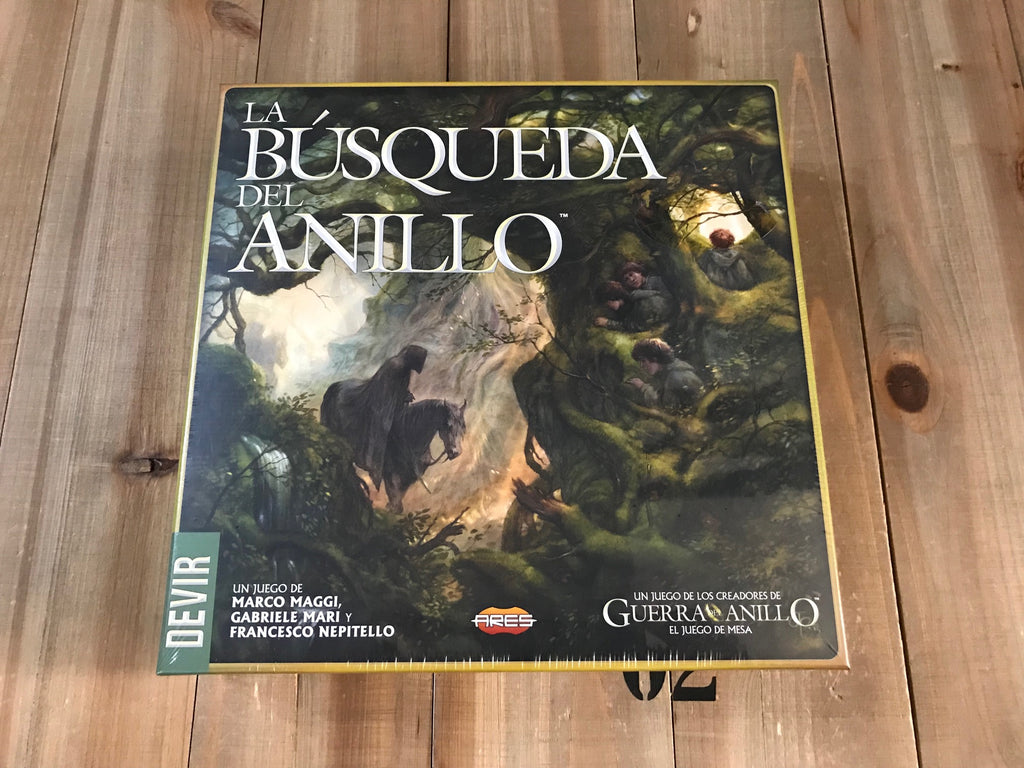 LA
BÚSQUEDA
DEL
ANILLO™
DEVIR
UN JUEGO DE
MARCO MAGGI,
GABRIELE MARI Y
FRANCESCO NEPITELLO
ARES
UN JUEGO DE LOS CREADORES DE
GUERRA DEL ANILLO™
EL JUEGO DE MESA